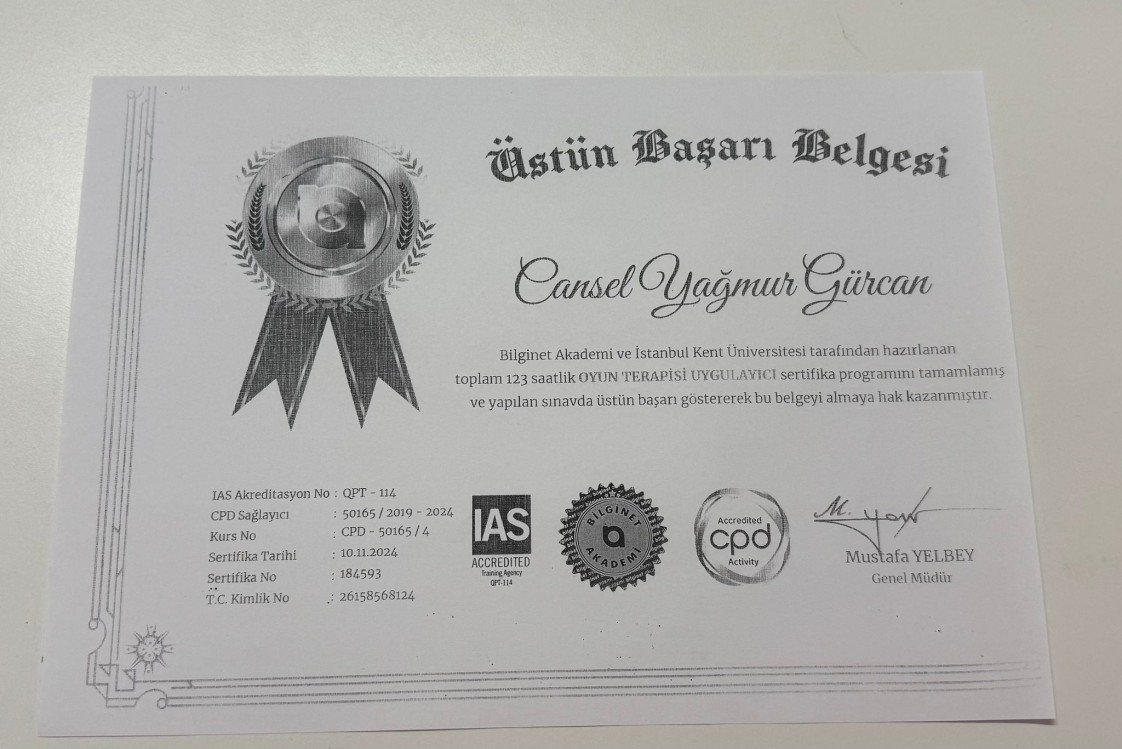 Üstün Başarı Belgesi
Cansel Yağmur Gürcan
Bilginet Akademi ve İstanbul Kent Üniversitesi tarafından hazırlanan
toplam 123 saatlik OYUN TERAPİSİ UYGULAYICI sertifika programını tamamlamış
ve yapılan sınavda üstün başarı göstererek bu belgeyi almaya hak kazanmıştır.
IAS Akreditasyon No : QPT - 114
CPD Sağlayıcı : 50165 / 2019 - 2024
Kurs No : CPD - 50165 / 4
Sertifika Tarihi : 10.11.2024
Sertifika No : 184593
T.C. Kimlik No : 26158568124
IAS
ACCREDITED
Training Agency
QPT-114
BİLGİNET
a
AKADEMİ
Accredited
cpd
Activity
Mustafa YELBEY
Genel Müdür
a